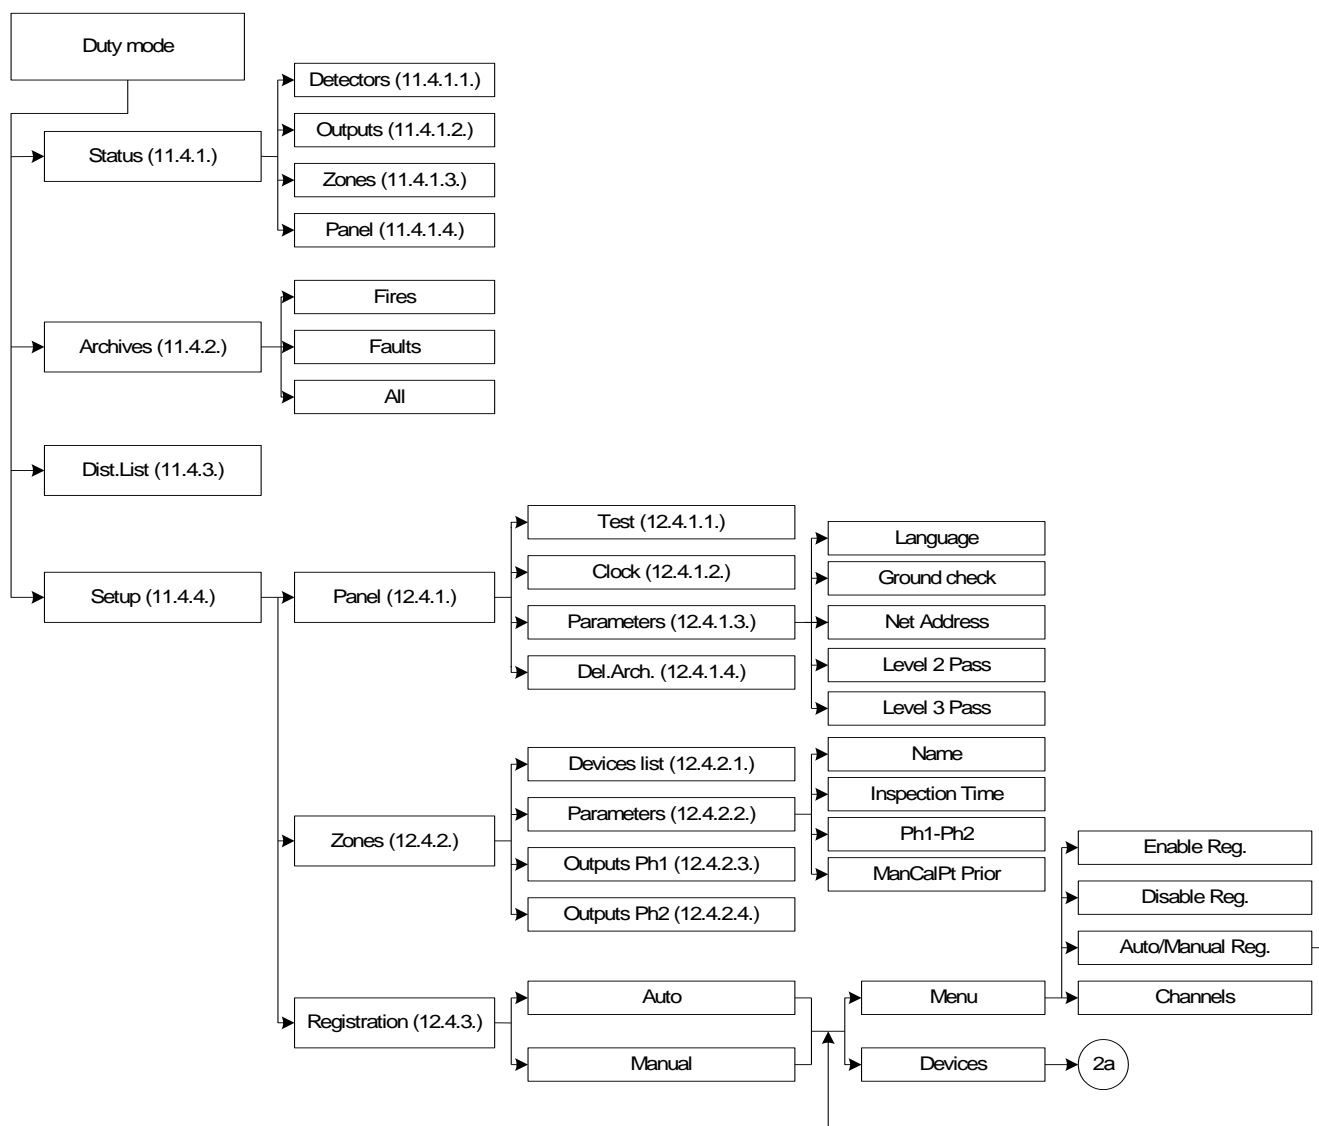 Duty mode
Status (11.4.1.)
Detectors (11.4.1.1.)
Outputs (11.4.1.2.)
Zones (11.4.1.3.)
Panel (11.4.1.4.)
Archives (11.4.2.)
Fires
Faults
All
Dist.List (11.4.3.)
Setup (11.4.4.)
Panel (12.4.1.)
Test (12.4.1.1.)
Clock (12.4.1.2.)
Parameters (12.4.1.3.)
Del.Arch. (12.4.1.4.)
Language
Ground check
Net Address
Level 2 Pass
Level 3 Pass
Zones (12.4.2.)
Devices list (12.4.2.1.)
Parameters (12.4.2.2.)
Outputs Ph1 (12.4.2.3.)
Outputs Ph2 (12.4.2.4.)
Name
Inspection Time
Ph1-Ph2
ManCalPt Prior
Registration (12.4.3.)
Auto
Manual
Menu
Devices
Enable Reg.
Disable Reg.
Auto/Manual Reg.
Channels
2a